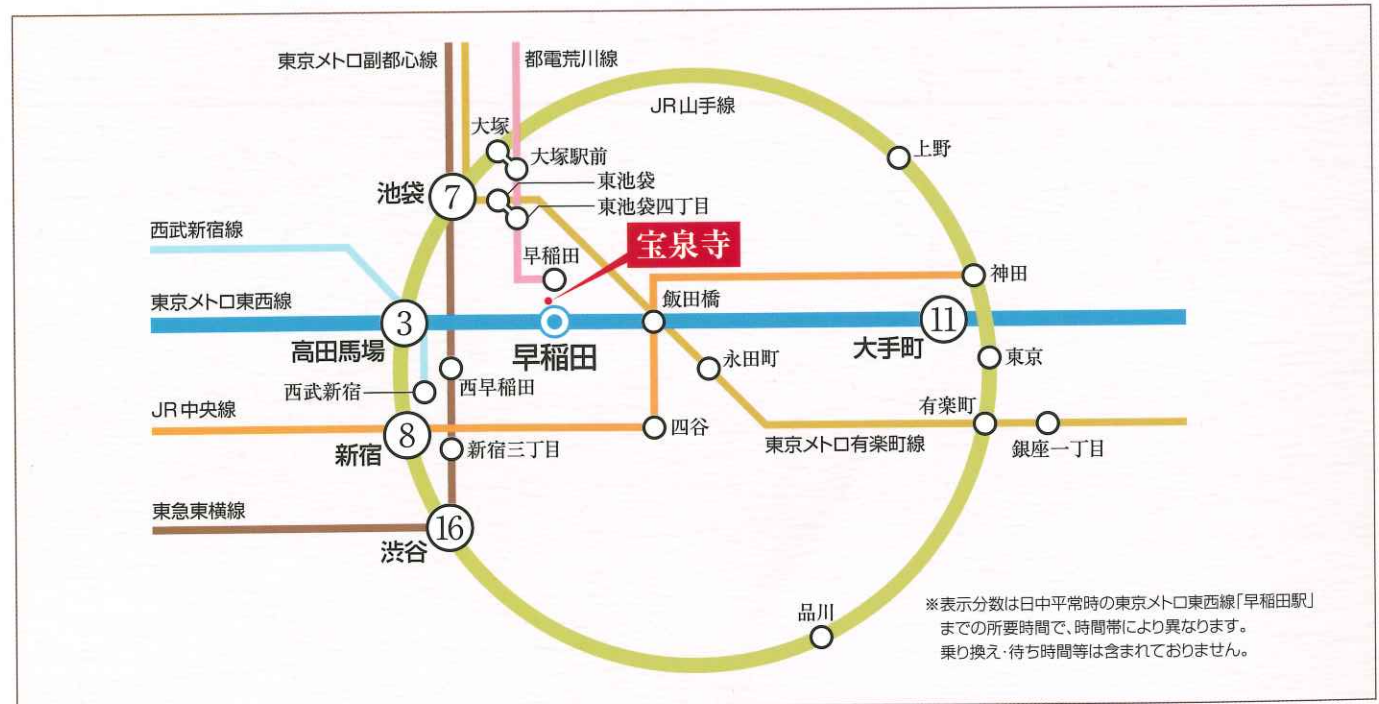 東京メトロ副都心線
都電荒川線
JR山手線
大塚
大塚駅前
上野
東池袋
池袋
7
東池袋四丁目
西武新宿線
早稲田
宝泉寺
神田
東京メトロ東西線
飯田橋
3
11
高田馬場
早稲田
大手町
東京
永田町
西早稲田
西武新宿
JR中央線
有楽町
8
四谷
新宿
新宿三丁目
東京メトロ有楽町線
銀座一丁目
東急東横線
16
渋谷
品川
※表示分数は日中平常時の東京メトロ東西線「早稲田駅」
までの所要時間で、時間帯により異なります。
乗り換え・待ち時間等は含まれておりません。